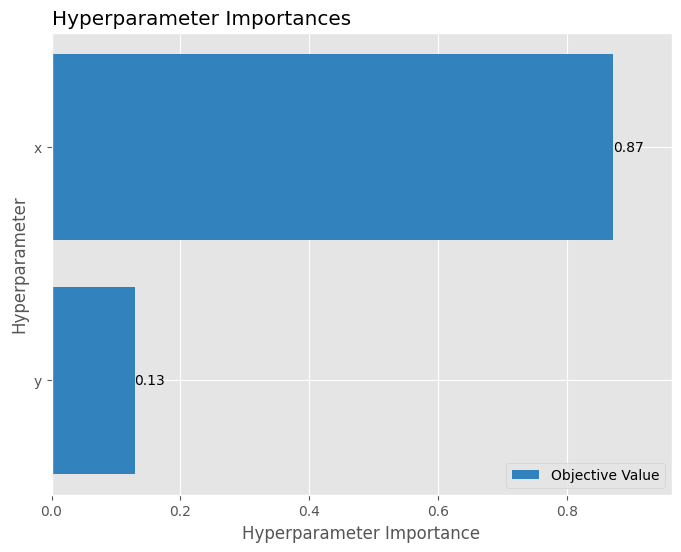 Hyperparameter Importances
Hyperparameter
x
0.87
y
0.13
Objective Value
0.0 0.2 0.4 0.6 0.8
Hyperparameter Importance